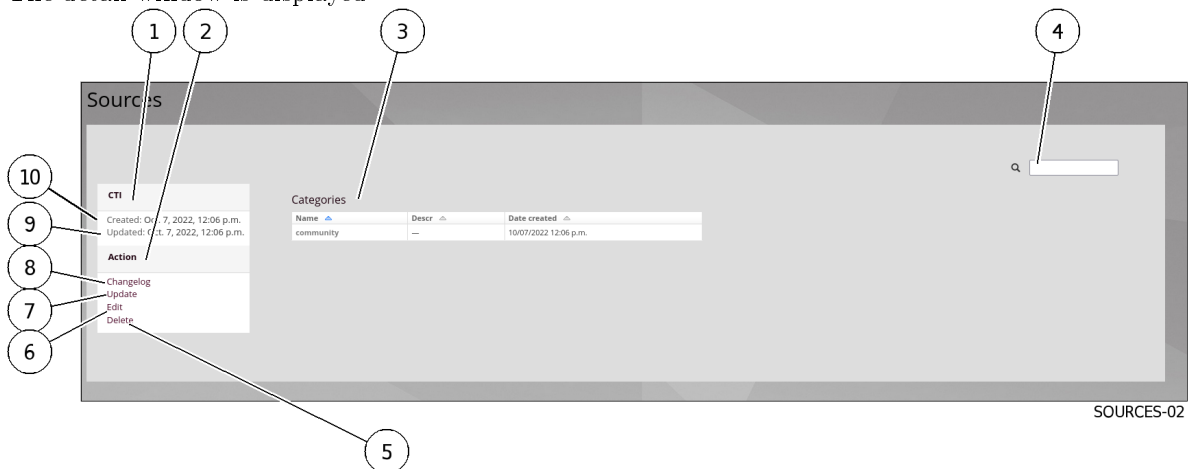 The detail window is displayed
1
2
3
4
Sources
10
CTI
Categories
Created: Oct. 7, 2022, 12:06 p.m.
Name
Descr
Date created
9
Updated: Oct. 7, 2022, 12:06 p.m.
community
—
10/07/2022 12:06 p.m.
Action
8
Changelog
Update
7
Edit
Delete
6
SOURCES-02
5